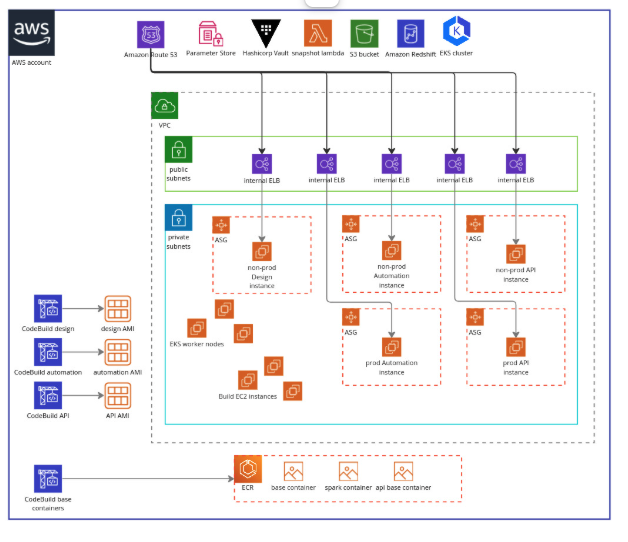 aws
AWS account
53
Amazon Route 53
Parameter Store
Hashicorp Vault
snapshot lambda
S3 bucket
Amazon Redshift
EKS cluster
VPC
public
subnets
internal ELB
internal ELB
internal ELB
internal ELB
internal ELB
private
subnets
ASG
non-prod
Design
instance
ASG
non-prod
Automation
instance
ASG
non-prod API
instance
ASG
prod Automation
instance
ASG
prod API
instance
EKS worker nodes
Build EC2 instances
CodeBuild design
design AMI
CodeBuild automation
automation AMI
CodeBuild API
API AMI
CodeBuild base
containers
ECR
base container
spark container
api base container